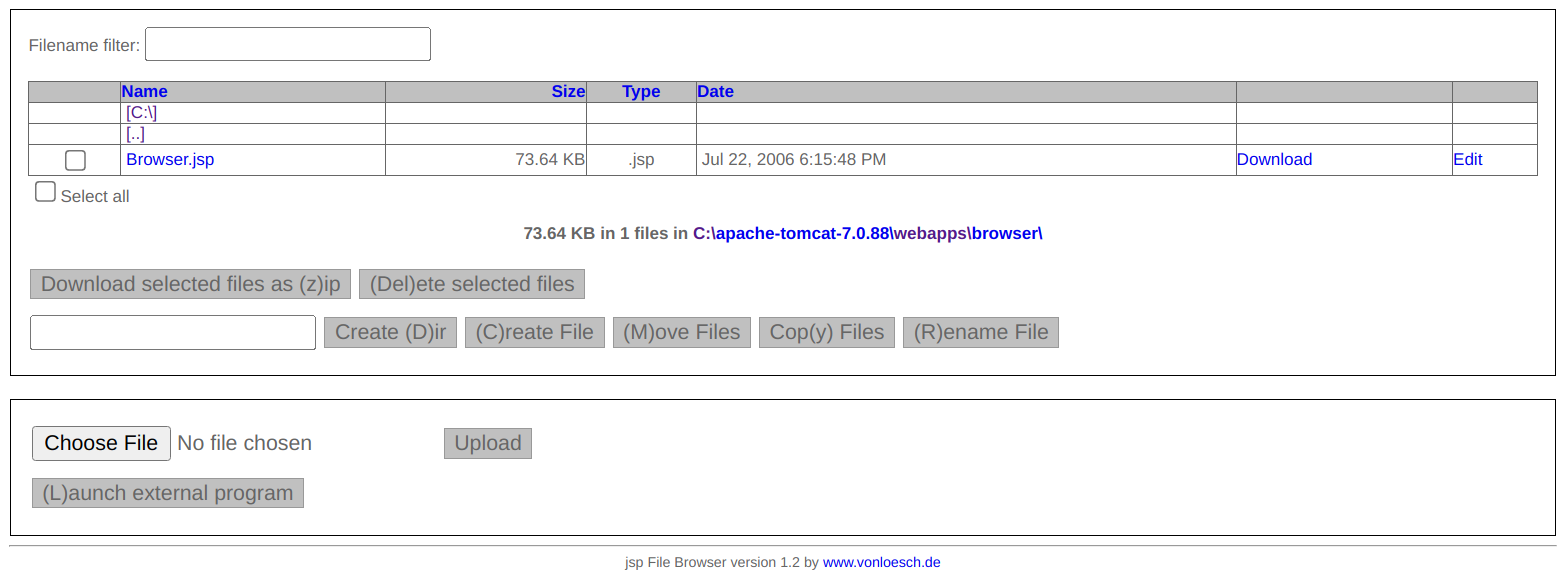 Filename filter:
Name Size Type Date
[C:\]
[..]
Browser.jsp 73.64 KB .jsp Jul 22, 2006 6:15:48 PM Download Edit
Select all
73.64 KB in 1 files in C:\apache-tomcat-7.0.88\webapps\browser\
Download selected files as (z)ip (Del)ete selected files
Create (D)ir (C)reate File (M)ove Files Cop(y) Files (R)ename File
Choose File No file chosen Upload
(L)aunch external program
jsp File Browser version 1.2 by www.vonloesch.de